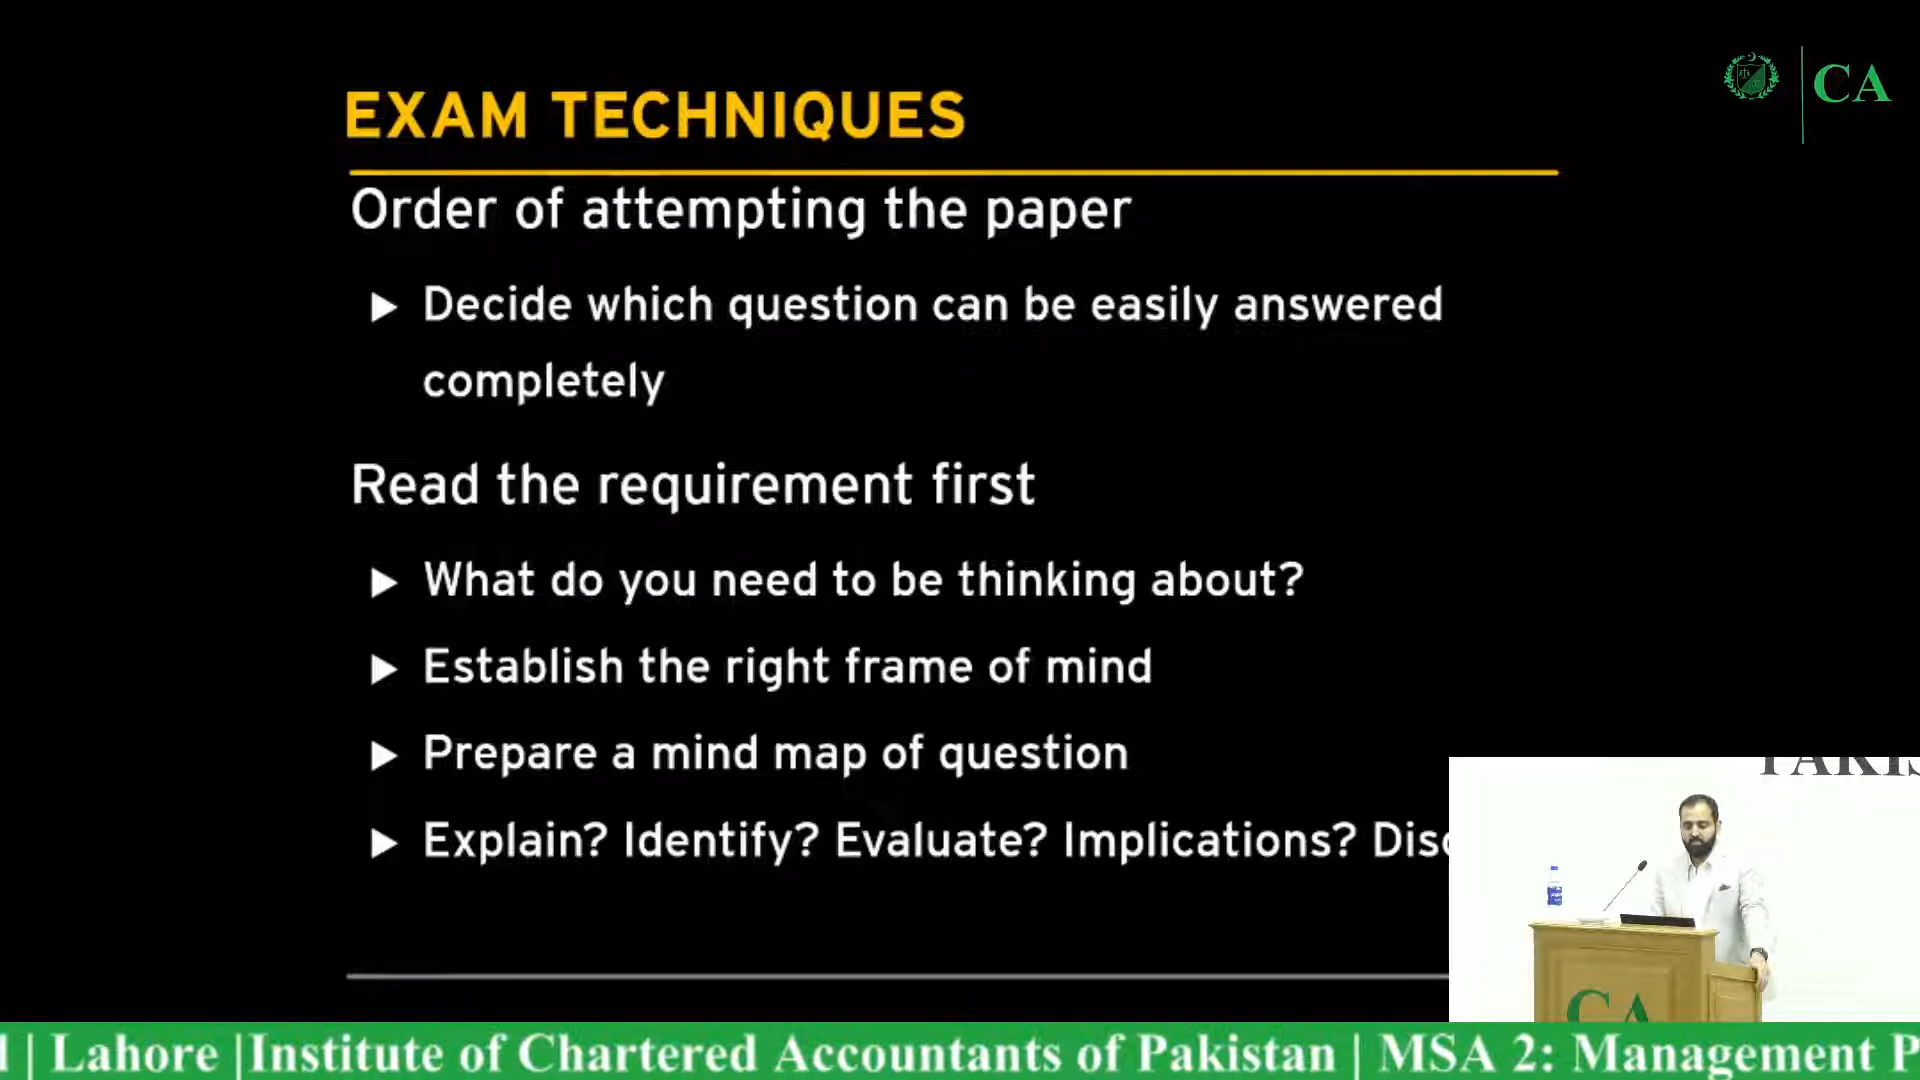 CA
EXAM TECHNIQUES
Order of attempting the paper
▶ Decide which question can be easily answered
completely
Read the requirement first
▶ What do you need to be thinking about?
▶ Establish the right frame of mind
▶ Prepare a mind map of question
▶ Explain? Identify? Evaluate? Implications?
CA
| Lahore |Institute of Chartered Accountants of Pakistan | MSA 2: Management